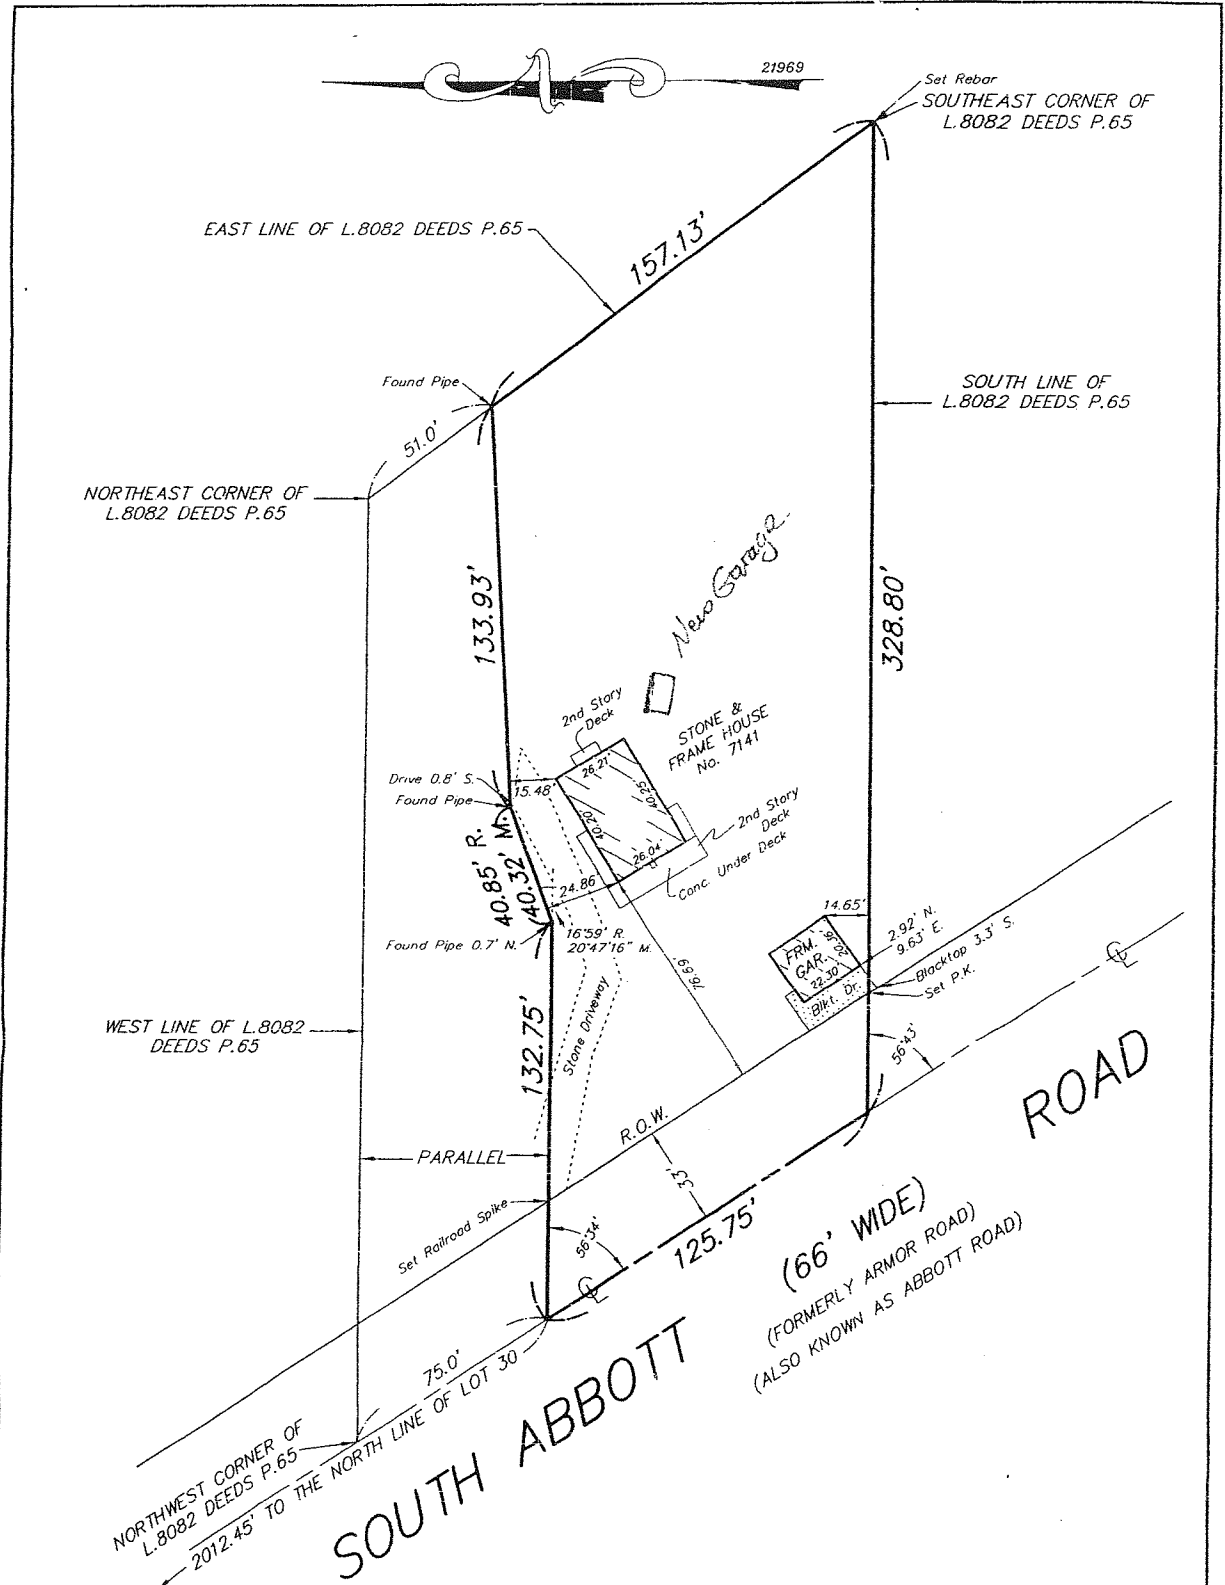 21969
Set Rebar
SOUTHEAST CORNER OF
L.8082 DEEDS P.65
EAST LINE OF L.8082 DEEDS P.65
157.13'
Found Pipe
51.0'
SOUTH LINE OF
L.8082 DEEDS P.65
NORTHEAST CORNER OF
L.8082 DEEDS P.65
New Garage
133.93'
328.80'
2nd Story
Deck
STONE &
FRAME HOUSE
No. 7141
26.21'
Drive 0.8' S.
15.48'
Found Pipe
40.25'
40.20'
2nd Story
Deck
40.85' R.
(40.32' M.)
26.04'
Conc. Under Deck
24.86'
14.65'
16°59' R.
20°47'16" M.
Found Pipe 0.7' N.
2.92' N.
9.63' E.
FRM.
GAR.
20.36
22.30'
Blkt. Dr.
Blacktop 3.3' S.
Set P.K.
76.69
Stone Driveway
WEST LINE OF L.8082
DEEDS P.65
132.75'
56°43'
ROAD
R.O.W.
PARALLEL
33'
Set Railroad Spike
56°34'
125.75'
(66' WIDE)
(FORMERLY ARMOR ROAD)
(ALSO KNOWN AS ABBOTT ROAD)
75.0'
SOUTH ABBOTT
NORTHWEST CORNER OF
L.8082 DEEDS P.65
2012.45' TO THE NORTH LINE OF LOT 30